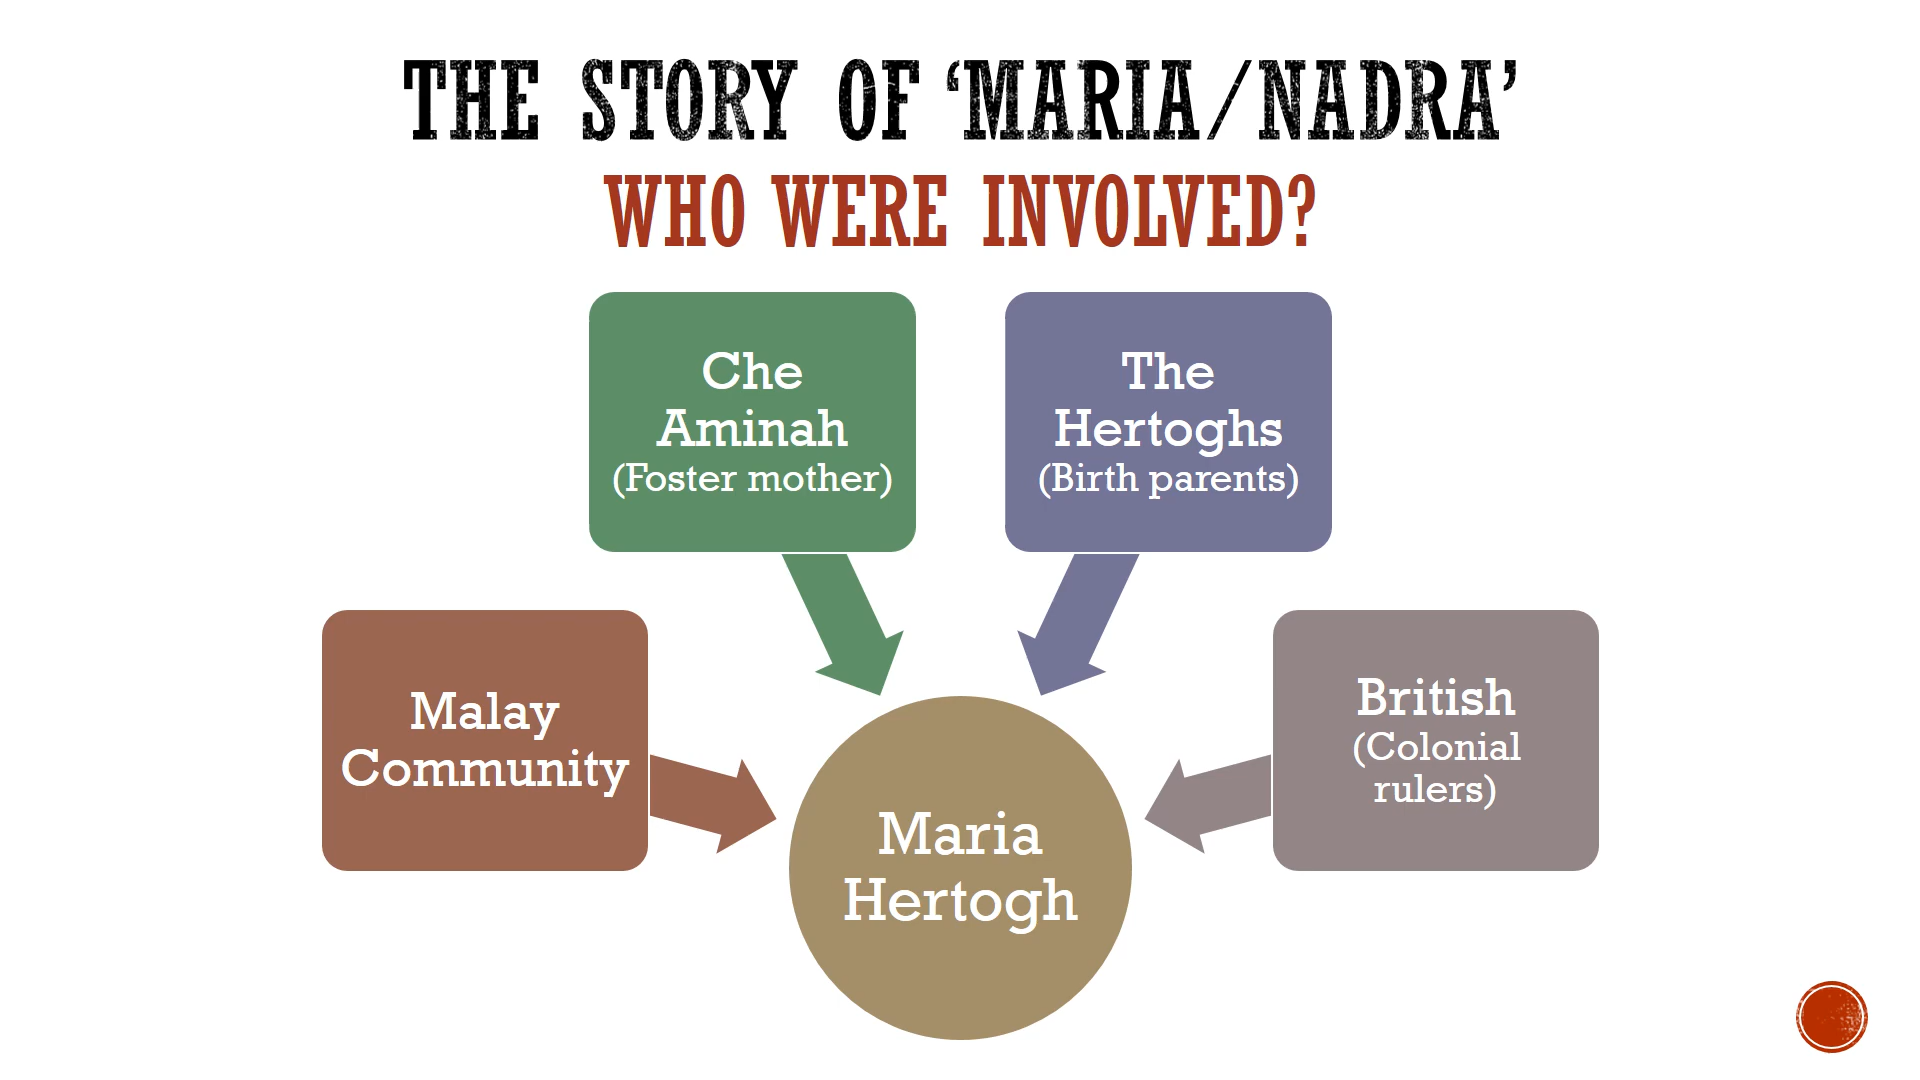 THE STORY OF ‘MARIA/NADRA’
WHO WERE INVOLVED?
Che
Aminah
(Foster mother)
The
Hertoghs
(Birth parents)
Malay
Community
British
(Colonial
rulers)
Maria
Hertogh